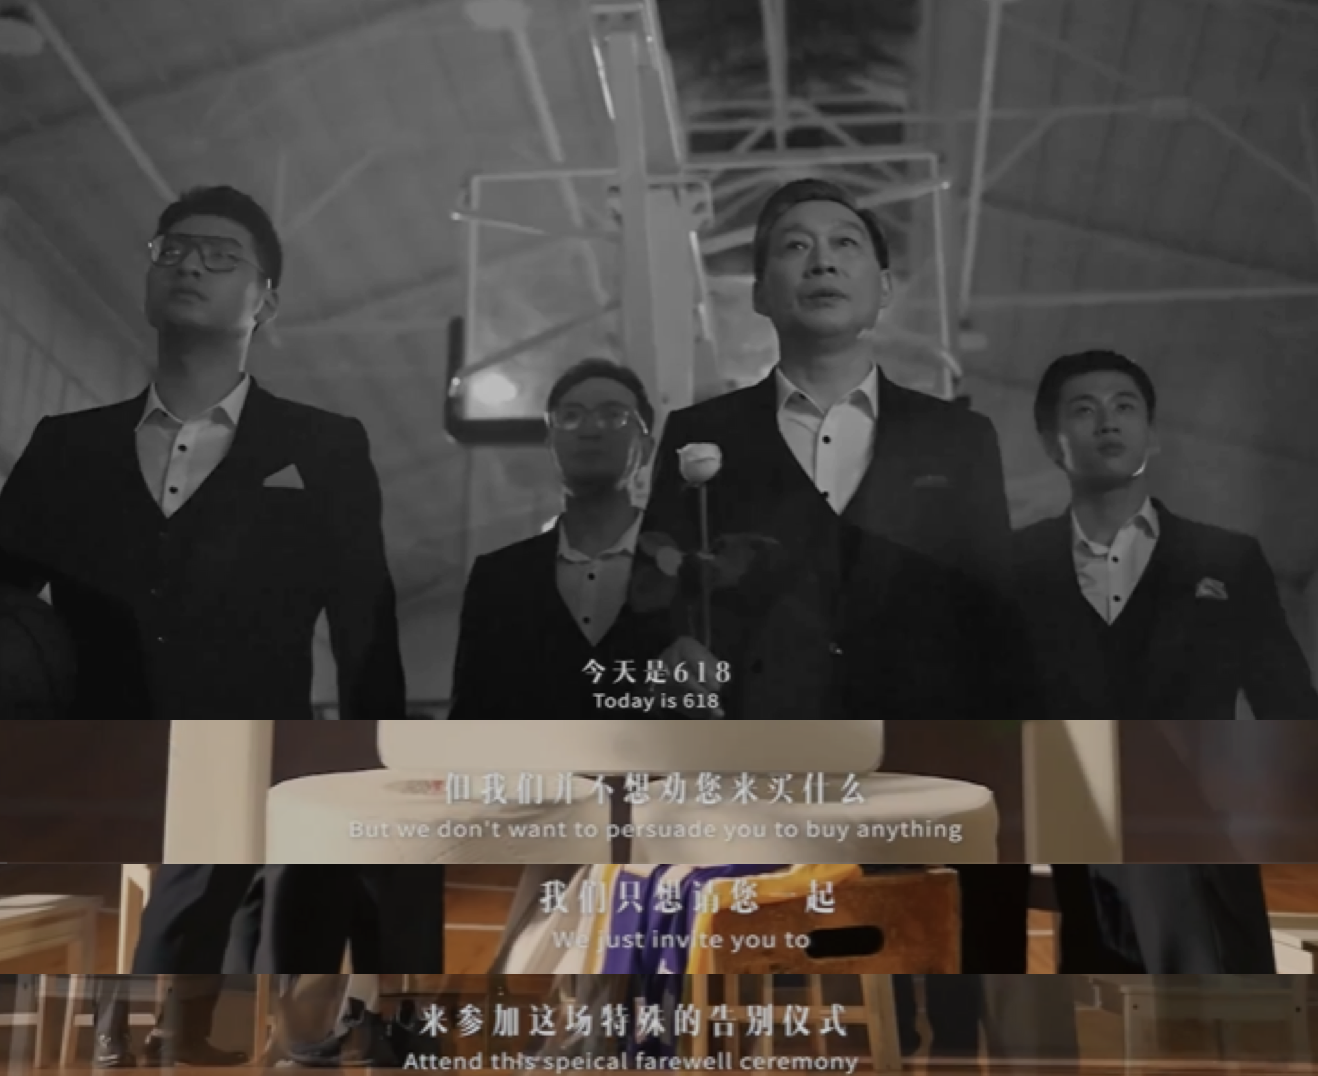 今天是618
Today is 618
但我们并不想劝您来买什么
But we don't want to persuade you to buy anything
我们只想请您一起
We just invite you to
来参加这场特殊的告别仪式
Attend this speical farewell ceremony